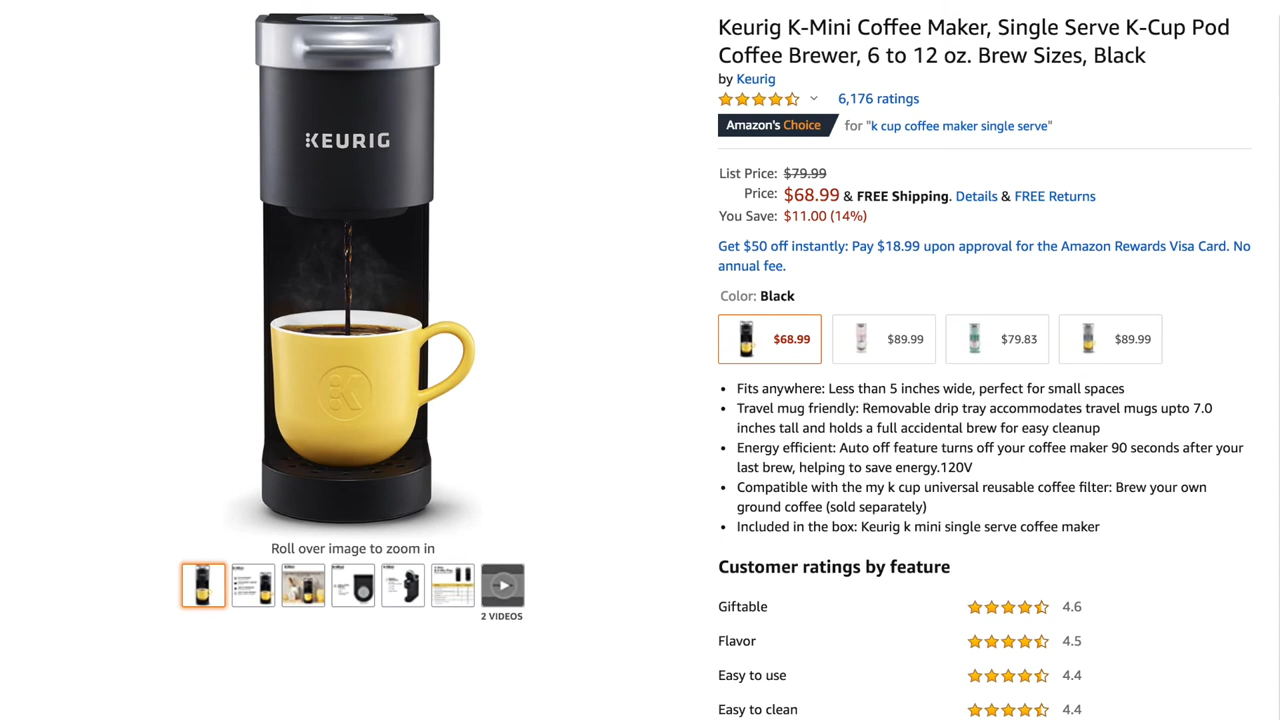 KEURIG
Roll over image to zoom in
2 VIDEOS
Keurig K-Mini Coffee Maker, Single Serve K-Cup Pod
Coffee Brewer, 6 to 12 oz. Brew Sizes, Black
by Keurig
6,176 ratings
Amazon's Choice for "k cup coffee maker single serve"
List Price: $79.99
Price: $68.99 & FREE Shipping. Details & FREE Returns
You Save: $11.00 (14%)
Get $50 off instantly: Pay $18.99 upon approval for the Amazon Rewards Visa Card. No
annual fee.
Color: Black
$68.99 $89.99 $79.83 $89.99
• Fits anywhere: Less than 5 inches wide, perfect for small spaces
• Travel mug friendly: Removable drip tray accommodates travel mugs upto 7.0
inches tall and holds a full accidental brew for easy cleanup
• Energy efficient: Auto off feature turns off your coffee maker 90 seconds after your
last brew, helping to save energy.120V
• Compatible with the my k cup universal reusable coffee filter: Brew your own
ground coffee (sold separately)
• Included in the box: Keurig k mini single serve coffee maker
Customer ratings by feature
Giftable 4.6
Flavor 4.5
Easy to use 4.4
Easy to clean 4.4